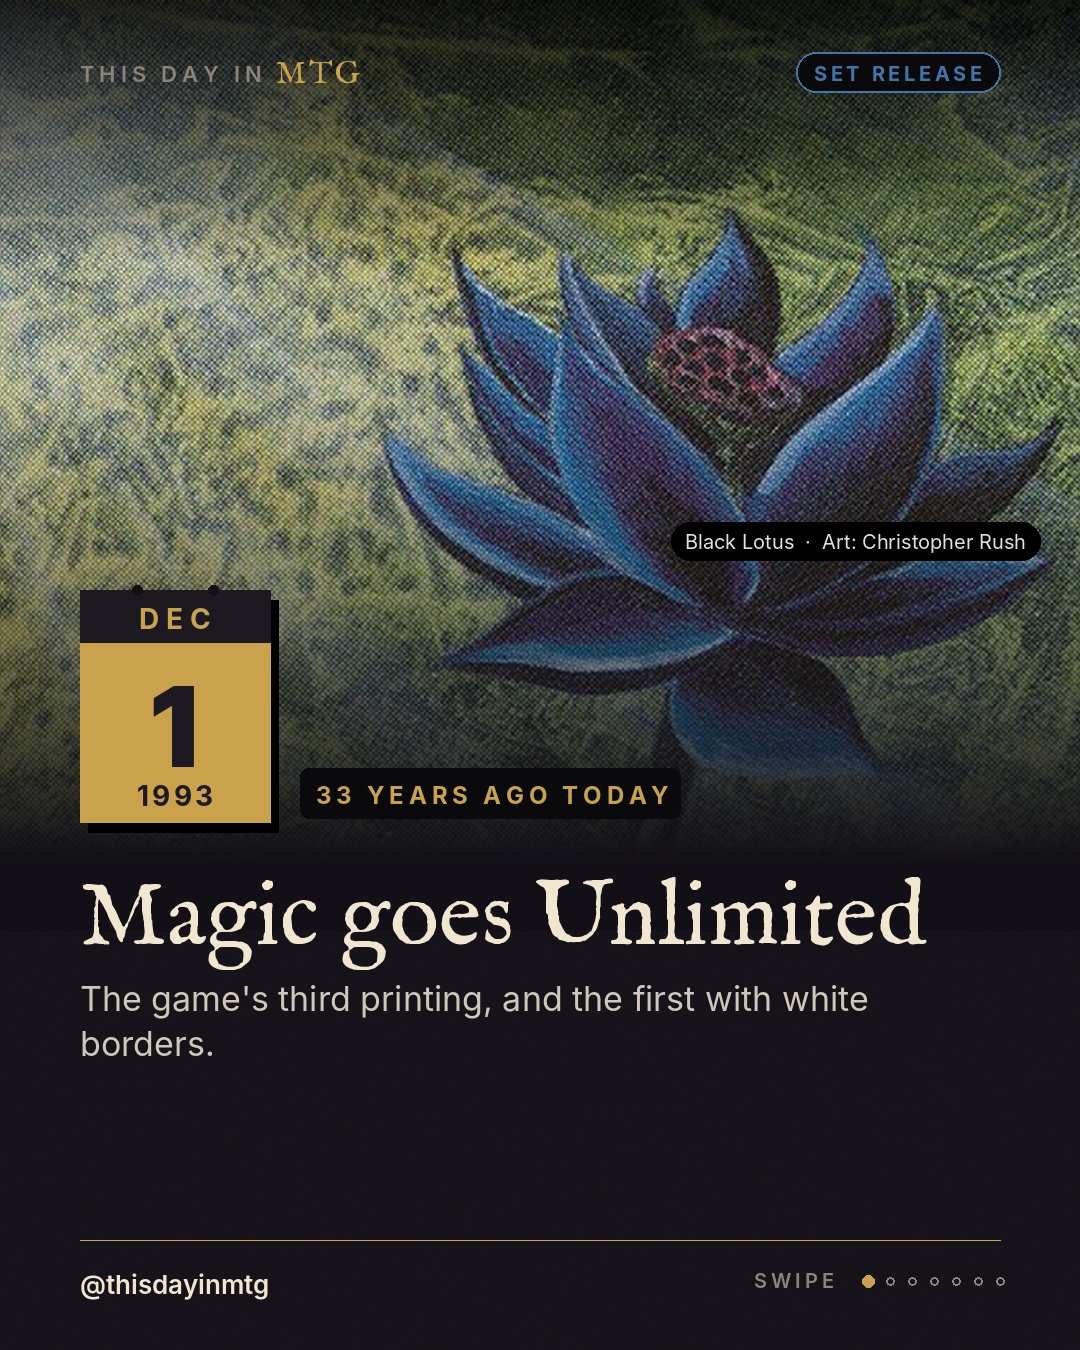 THIS DAY IN MTG
SET RELEASE
Black Lotus · Art: Christopher Rush
DEC
1
1993
33 YEARS AGO TODAY
Magic goes Unlimited
The game's third printing, and the first with white
borders.
@thisdayinmtg
SWIPE